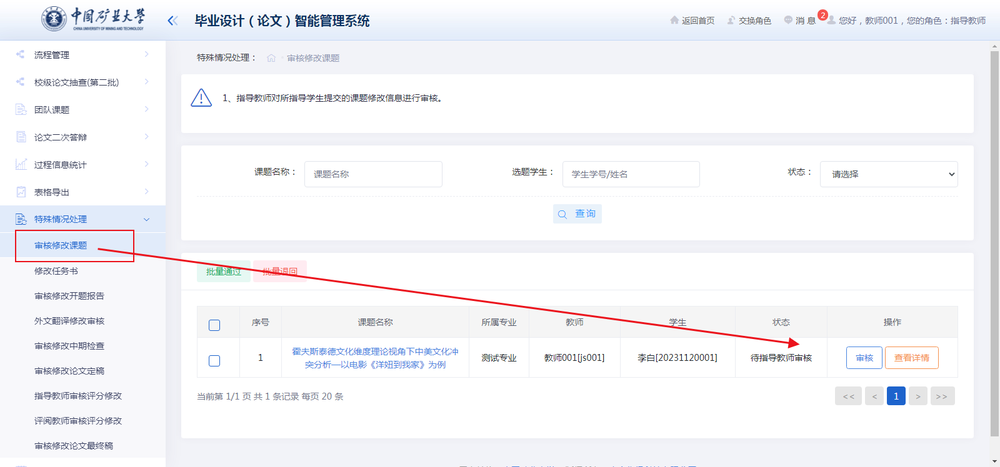 中国矿业大学
CHINA UNIVERSITY OF MINING AND TECHNOLOGY
毕业设计（论文）智能管理系统
返回首页
交换角色
消 息
2
您好，教师001，您的角色：指导教师
流程管理
校级论文抽查(第二批)
团队课题
论文二次答辩
过程信息统计
表格导出
特殊情况处理
审核修改课题
修改任务书
审核修改开题报告
外文翻译修改审核
审核修改中期检查
审核修改论文定稿
指导教师审核评分修改
评阅教师审核评分修改
审核修改论文最终稿
特殊情况处理： 审核修改课题
1、指导教师对所指导学生提交的课题修改信息进行审核。
课题名称： 课题名称
选题学生： 学生学号/姓名
状态： 请选择
查询
批量通过 批量退回
序号 课题名称 所属专业 教师 学生 状态 操作
1 霍夫斯泰德文化维度理论视角下中美文化冲
突分析—以电影《洋妞到我家》为例
测试专业 教师001[js001] 李白[20231120001] 待指导教师审核 审核 查看详情
当前第 1/1 页 共 1 条记录 每页 20 条
<< < 1 > >>